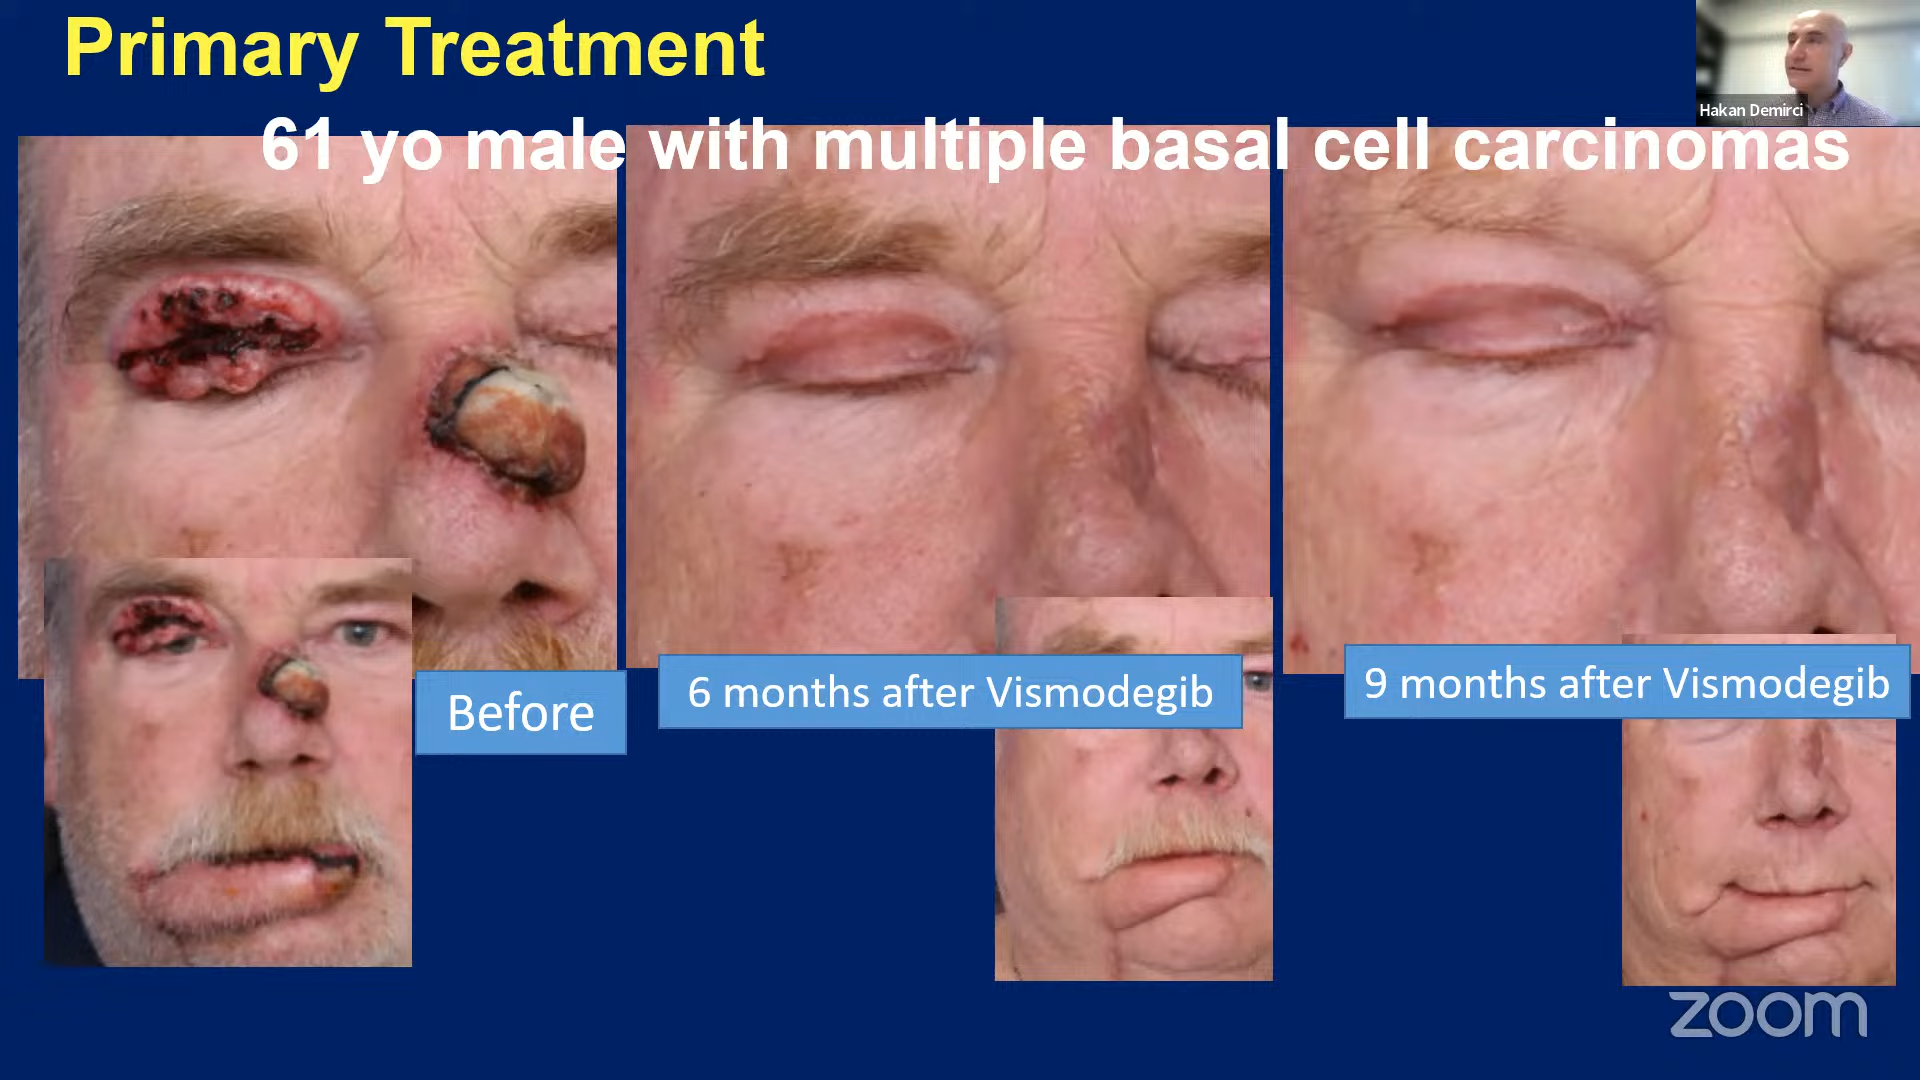 Primary Treatment
Hakan Demirci
61 yo male with multiple basal cell carcinomas
Before
6 months after Vismodegib
9 months after Vismodegib
zoom